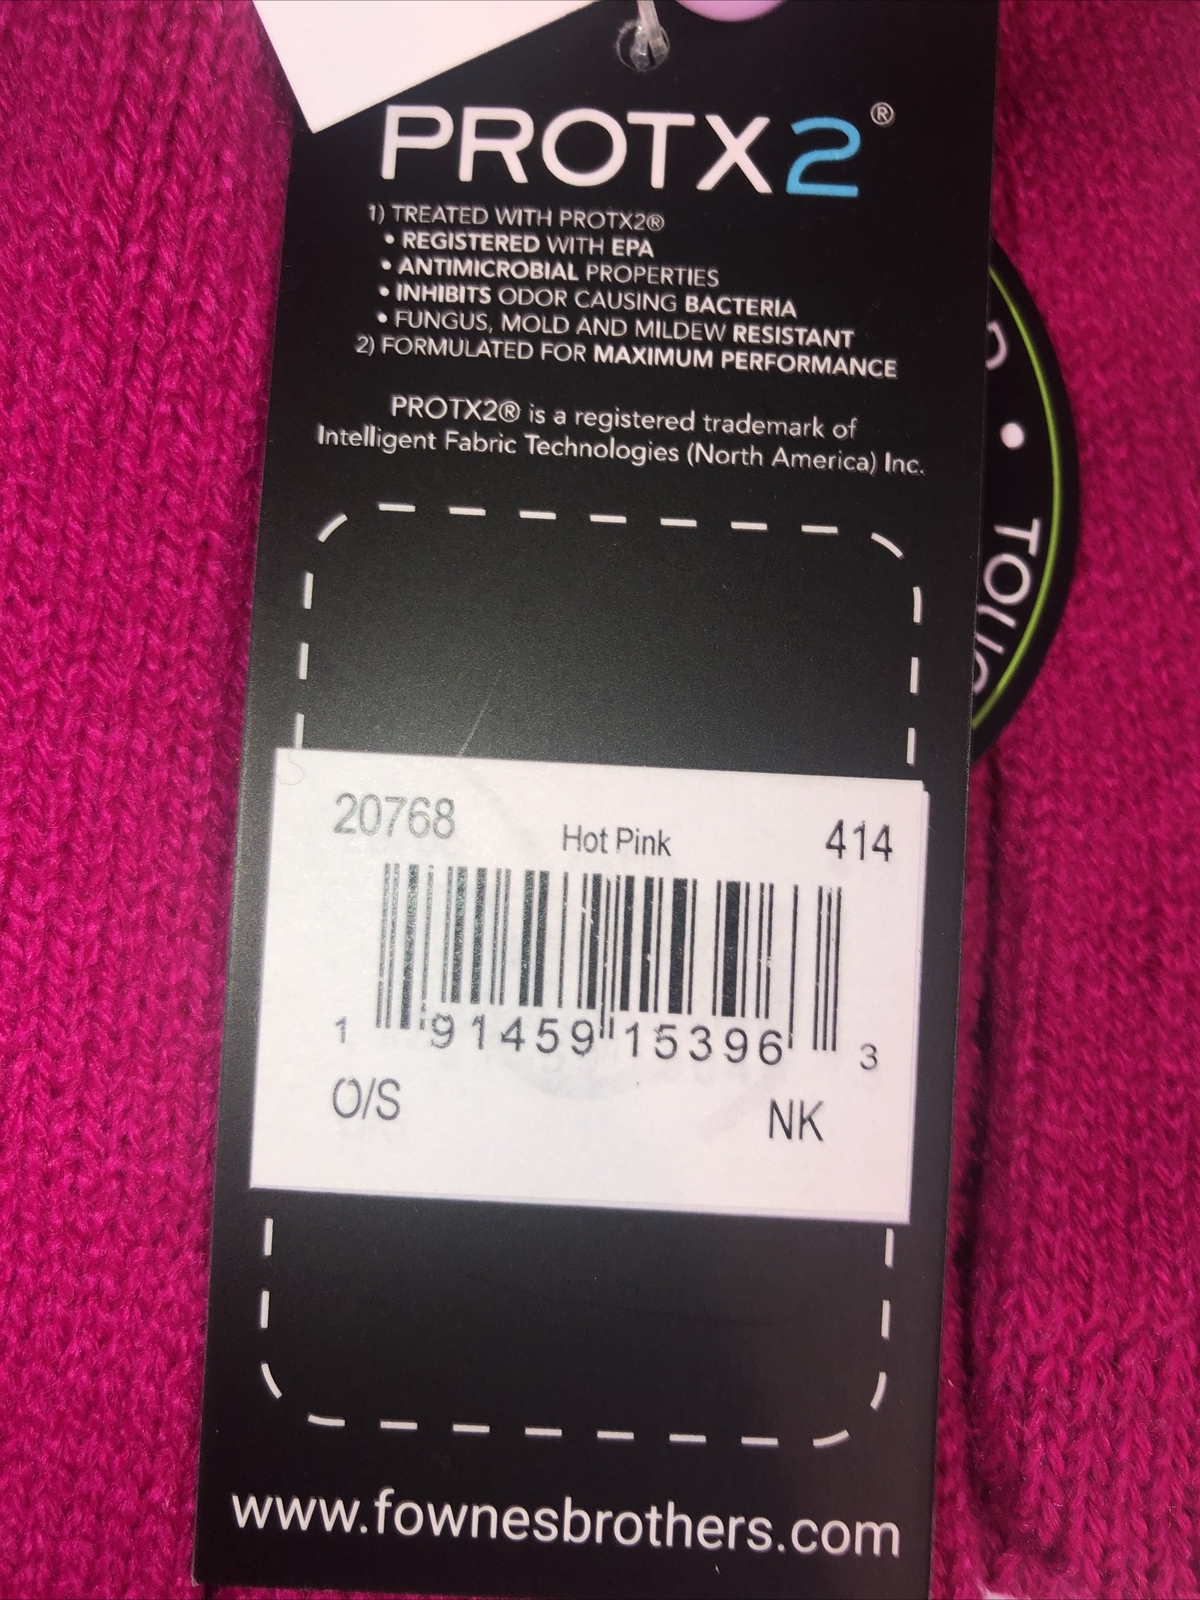 PROTX2®
1) TREATED WITH PROTX2®
• REGISTERED WITH EPA
• ANTIMICROBIAL PROPERTIES
• INHIBITS ODOR CAUSING BACTERIA
• FUNGUS, MOLD AND MILDEW RESISTANT
2) FORMULATED FOR MAXIMUM PERFORMANCE
PROTX2® is a registered trademark of
Intelligent Fabric Technologies (North America) Inc.
20768 Hot Pink 414
1 91459 15396 3
O/S NK
www.fownesbrothers.com